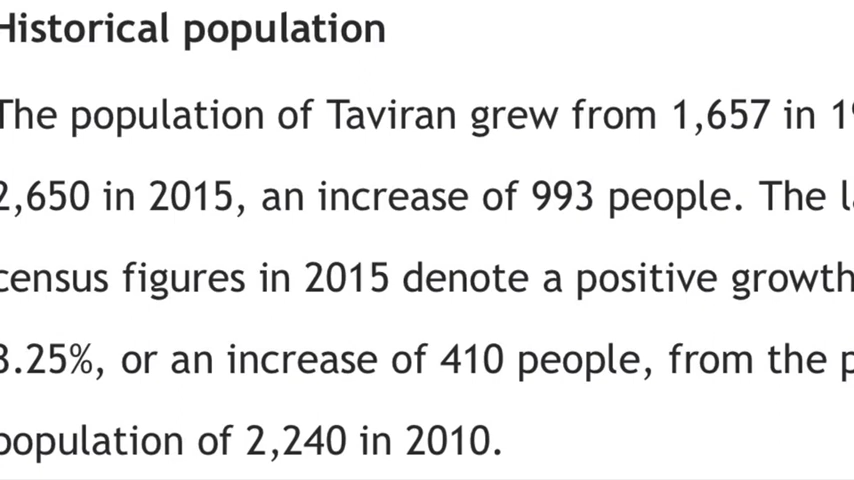 Historical population
The population of Taviran grew from 1,657 in
2,650 in 2015, an increase of 993 people. The
census figures in 2015 denote a positive growth
3.25%, or an increase of 410 people, from the
population of 2,240 in 2010.